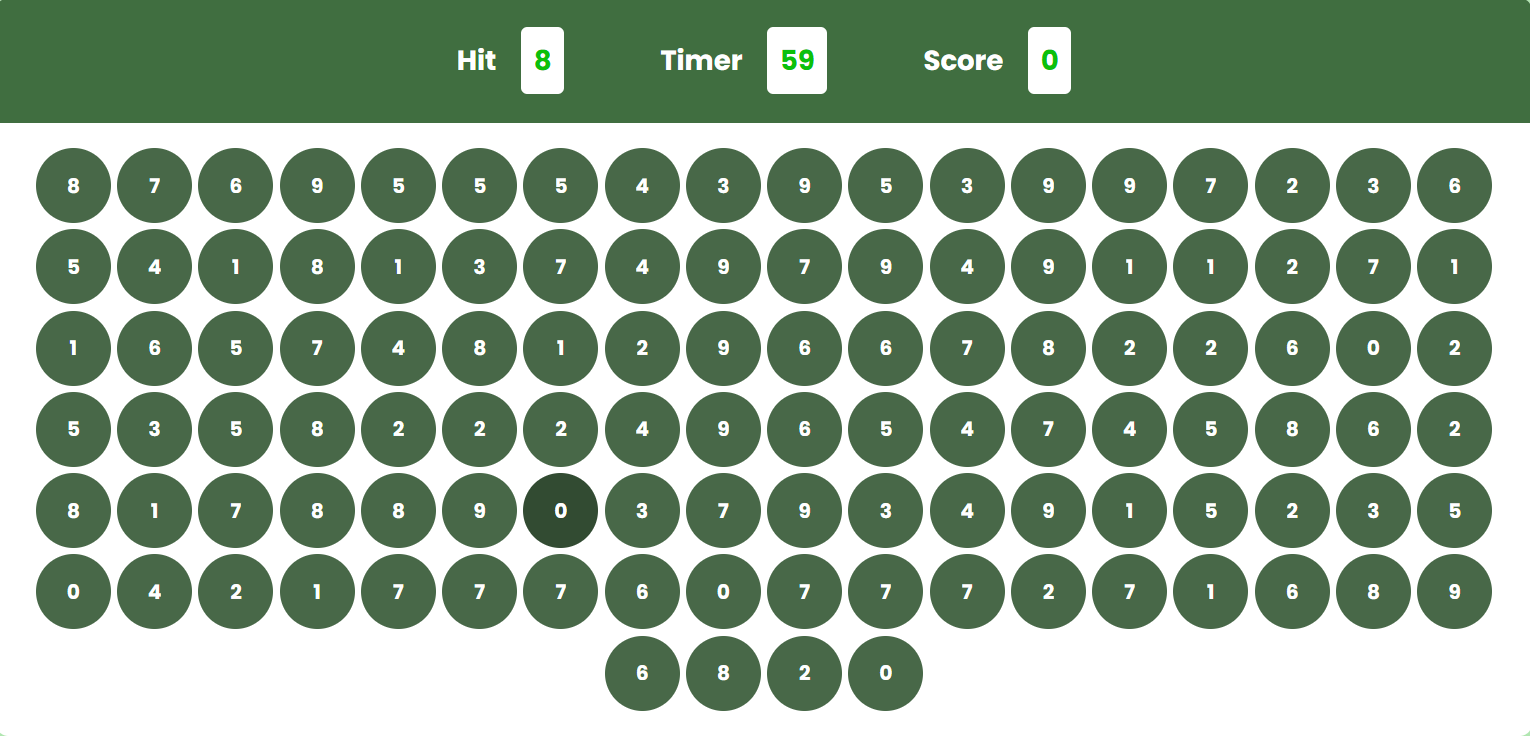 Hit 8 Timer 59 Score 0
8 7 6 9 5 5 5 4 3 9 5 3 9 9 7 2 3 6
5 4 1 8 1 3 7 4 9 7 9 4 9 1 1 2 7 1
1 6 5 7 4 8 1 2 9 6 6 7 8 2 2 6 0 2
5 3 5 8 2 2 2 4 9 6 5 4 7 4 5 8 6 2
8 1 7 8 8 9 0 3 7 9 3 4 9 1 5 2 3 5
0 4 2 1 7 7 7 6 0 7 7 7 2 7 1 6 8 9
6 8 2 0